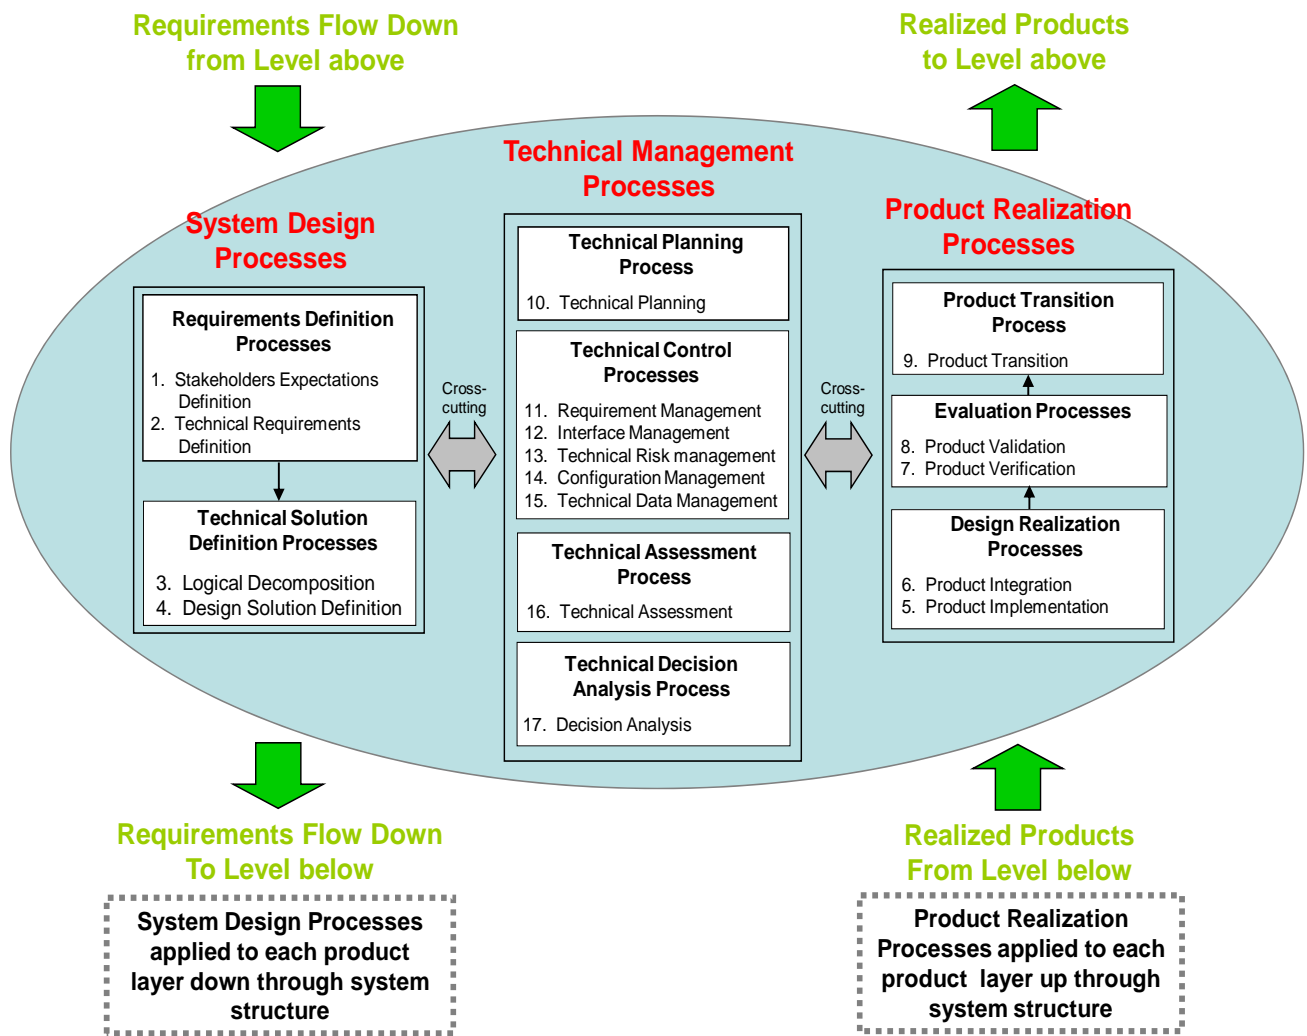 Requirements Flow Down
from Level above
Realized Products
to Level above
Technical Management
Processes
System Design
Processes
Product Realization
Processes
Requirements Definition
Processes
1. Stakeholders Expectations
Definition
2. Technical Requirements
Definition
Technical Solution
Definition Processes
3. Logical Decomposition
4. Design Solution Definition
Cross-
cutting
Technical Planning
Process
10. Technical Planning
Technical Control
Processes
11. Requirement Management
12. Interface Management
13. Technical Risk management
14. Configuration Management
15. Technical Data Management
Technical Assessment
Process
16. Technical Assessment
Technical Decision
Analysis Process
17. Decision Analysis
Cross-
cutting
Product Transition
Process
9. Product Transition
Evaluation Processes
8. Product Validation
7. Product Verification
Design Realization
Processes
6. Product Integration
5. Product Implementation
Requirements Flow Down
To Level below
Realized Products
From Level below
System Design Processes
applied to each product
layer down through system
structure
Product Realization
Processes applied to each
product layer up through
system structure